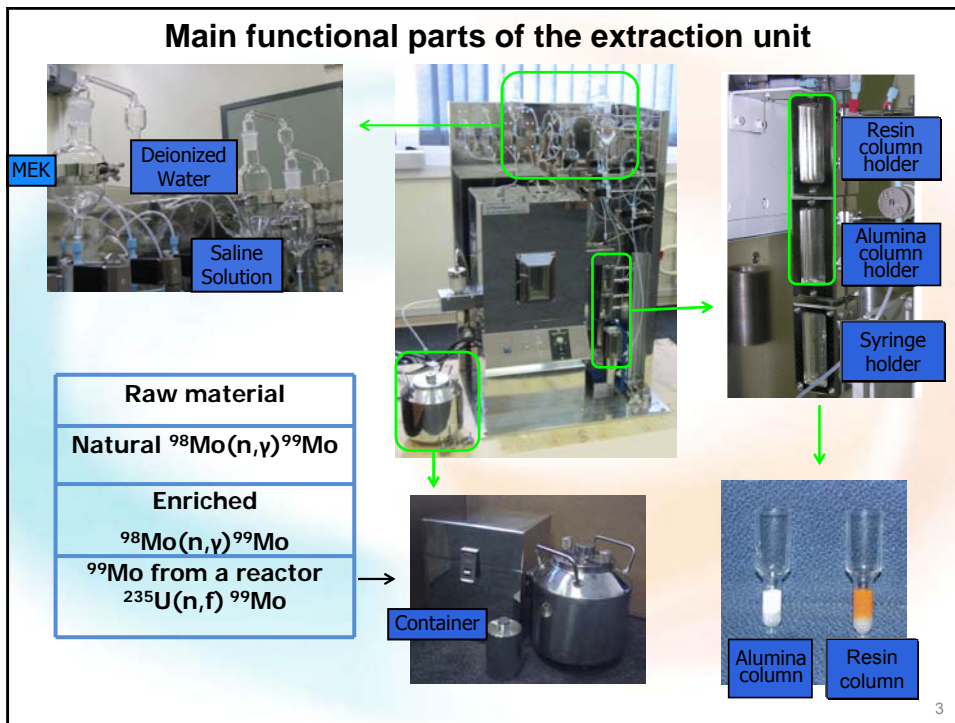 Main functional parts of the extraction unit
MEK
Deionized
Water
Saline
Solution
Resin
column
holder
Alumina
column
holder
Syringe
holder
Raw material
Natural ⁹⁸Mo(n,γ)⁹⁹Mo
Enriched
⁹⁸Mo(n,γ)⁹⁹Mo
⁹⁹Mo from a reactor
²³⁵U(n,f) ⁹⁹Mo
Container
Alumina
column
Resin
column
3